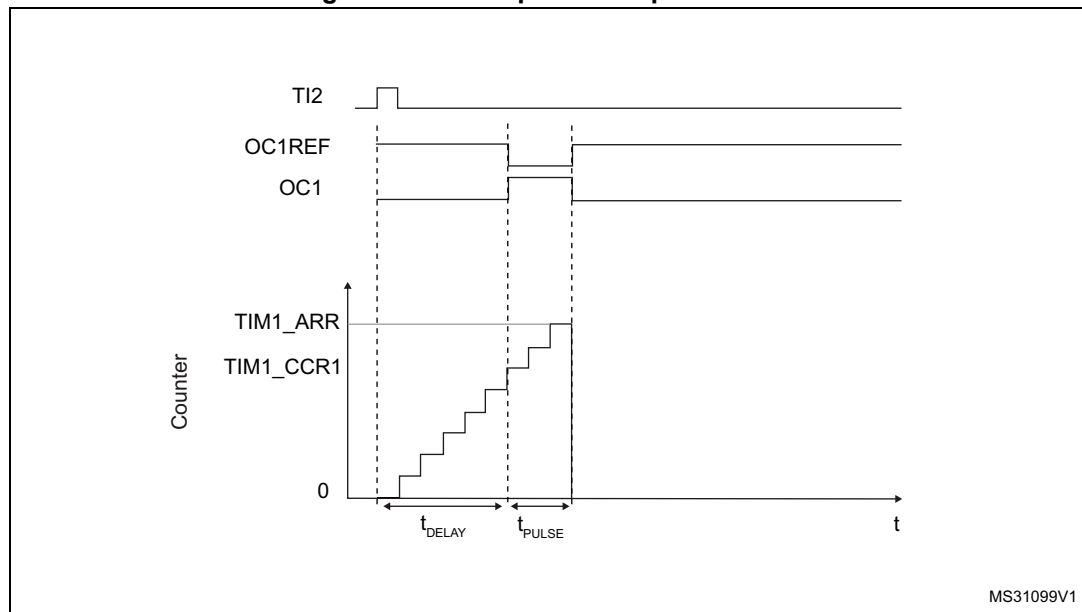 TI2
OC1REF
OC1
TIM1_ARR
TIM1_CCR1
Counter
0
tDELAY
tPULSE
t
MS31099V1